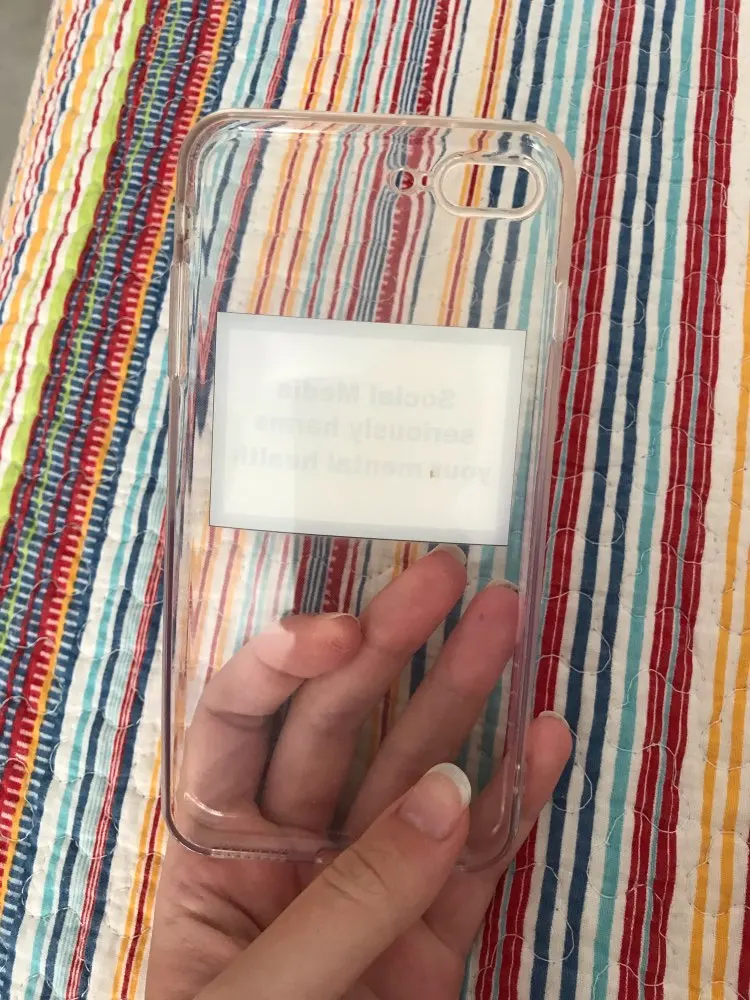 Social Media
seriously harms
your mental health